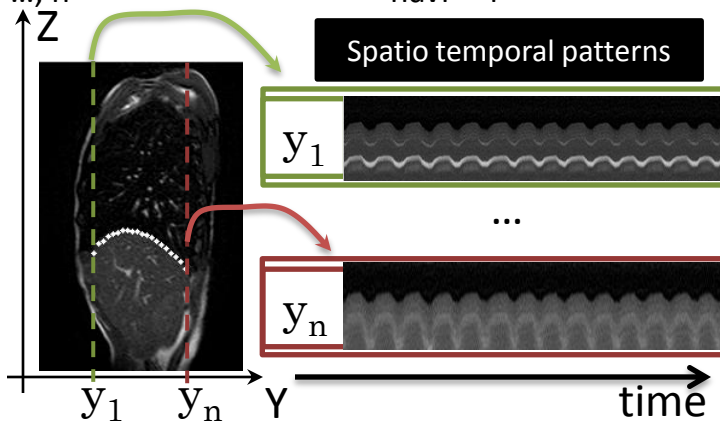 Z
Spatio temporal patterns
y1
...
yn
y1
yn
Y
time